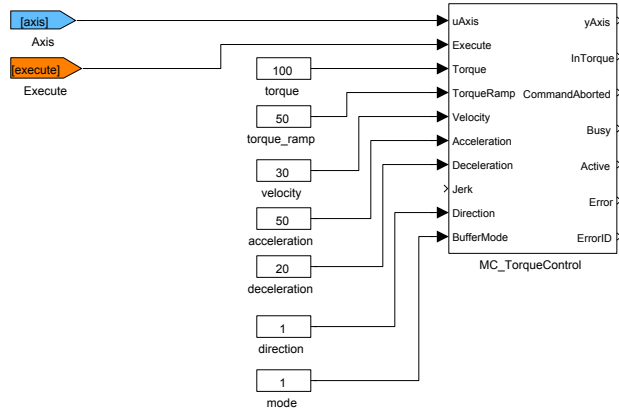 [axis]
Axis
[execute]
Execute
100
torque
50
torque_ramp
30
velocity
50
acceleration
20
deceleration
1
direction
1
mode
uAxis
yAxis
Execute
InTorque
Torque
TorqueRamp
CommandAborted
Velocity
Busy
Acceleration
Deceleration
Active
Jerk
Error
Direction
BufferMode
ErrorID
MC_TorqueControl